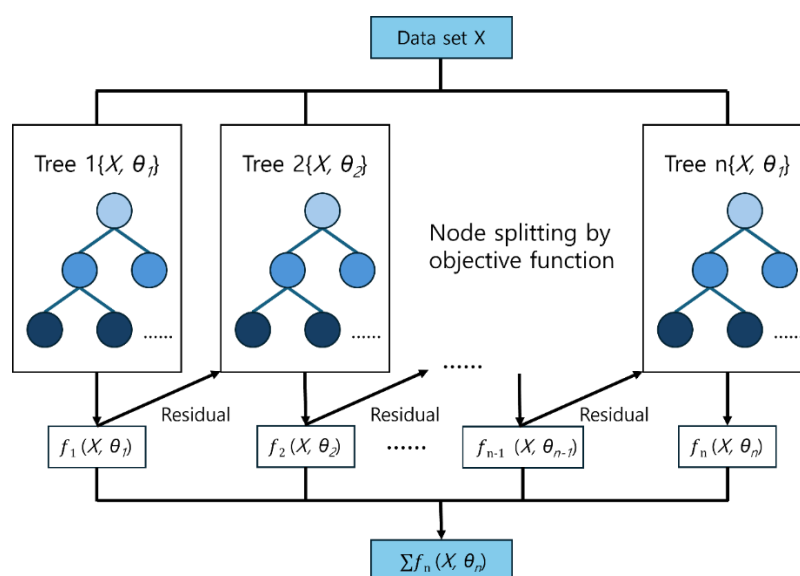 Data set X
Tree 1{X, θ₁}
Tree 2{X, θ₂}
Tree n{X, θ₁}
Node splitting by
objective function
......
......
......
......
Residual
Residual
Residual
f₁(X, θ₁)
f₂(X, θ₂)
......
fₙ₋₁ (X, θₙ₋₁)
fₙ(X, θₙ)
∑fₙ(X, θₙ)